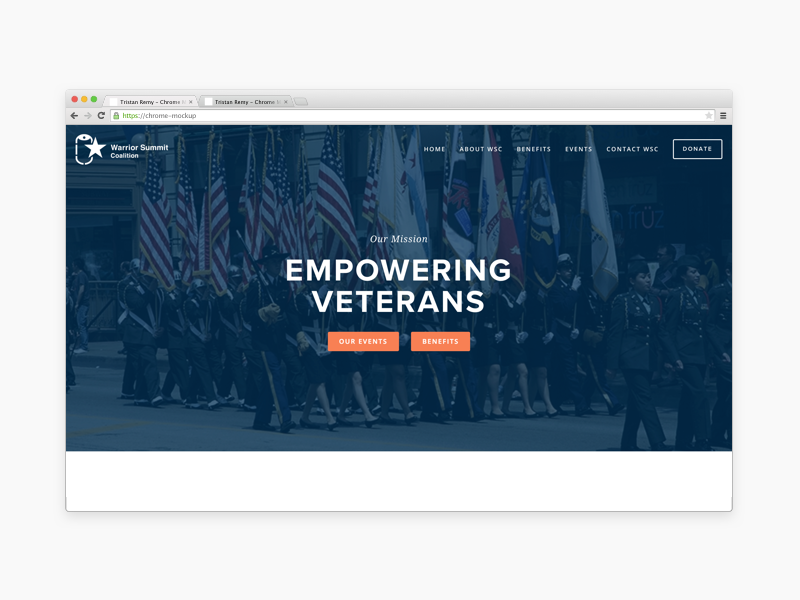 Tristan Remy – Chrome
Tristan Remy – Chrome
https://chrome-mockup
Warrior Summit
Coalition
HOME
ABOUT WSC
BENEFITS
EVENTS
CONTACT WSC
DONATE
Our Mission
EMPOWERING
VETERANS
OUR EVENTS
BENEFITS